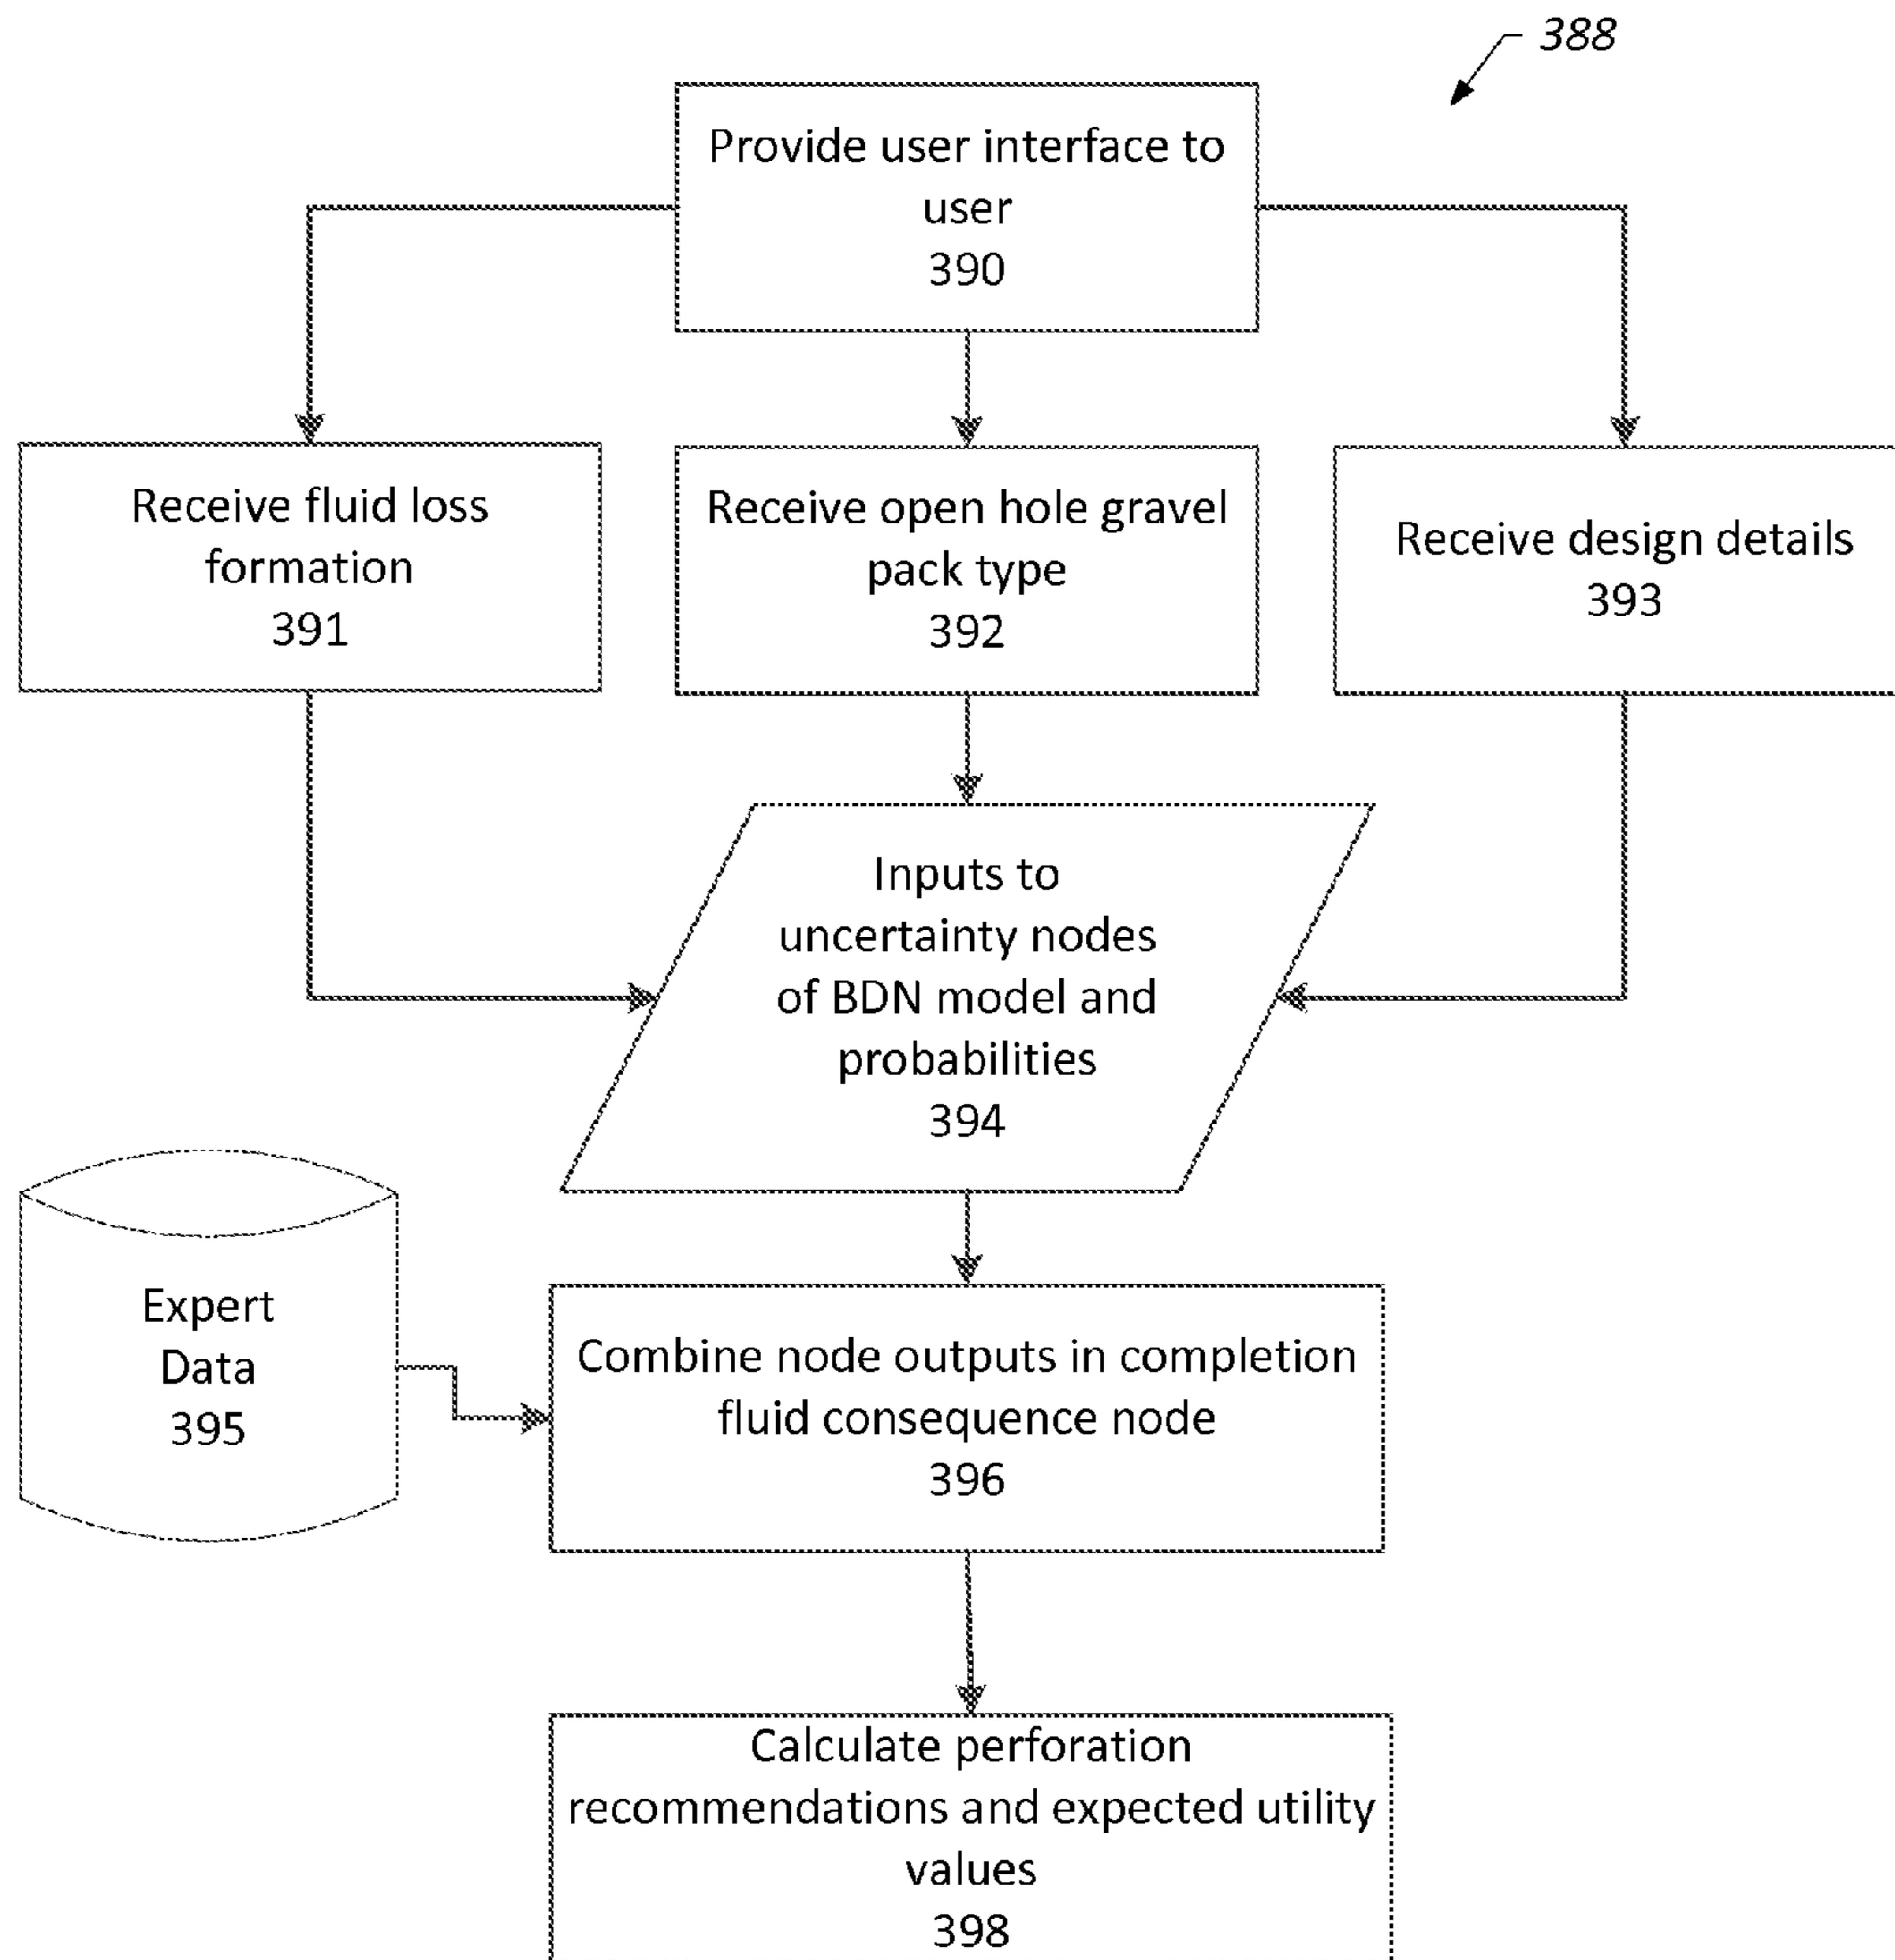 388
Provide user interface to
user
390
Receive fluid loss
formation
391
Receive open hole gravel
pack type
392
Receive design details
393
Inputs to
uncertainty nodes
of BDN model and
probabilities
394
Expert
Data
395
Combine node outputs in completion
fluid consequence node
396
Calculate perforation
recommendations and expected utility
values
398